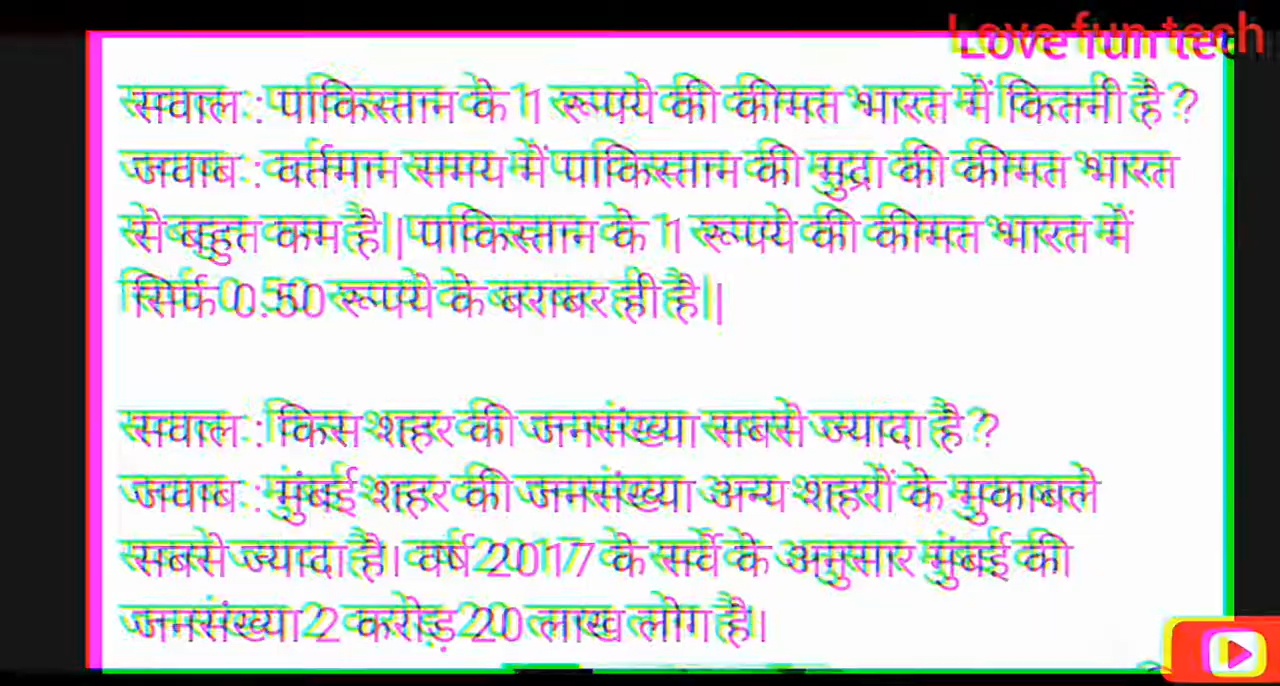 Love fun tech
सवाल : पाकिस्तान के 1 रूपये की कीमत भारत में कितनी है ?
जवाब : वर्तमान समय में पाकिस्तान की मुद्रा की कीमत भारत
से बहुत कम है| पाकिस्तान के 1 रूपये की कीमत भारत में
सिर्फ 0.50 रूपये के बराबर ही है|
सवाल : किस शहर की जनसंख्या सबसे ज्यादा है ?
जवाब : मुंबई शहर की जनसंख्या अन्य शहरों के मुकाबले
सबसे ज्यादा है। वर्ष 2017 के सर्वे के अनुसार मुंबई की
जनसंख्या 2 करोड़ 20 लाख लोग है।